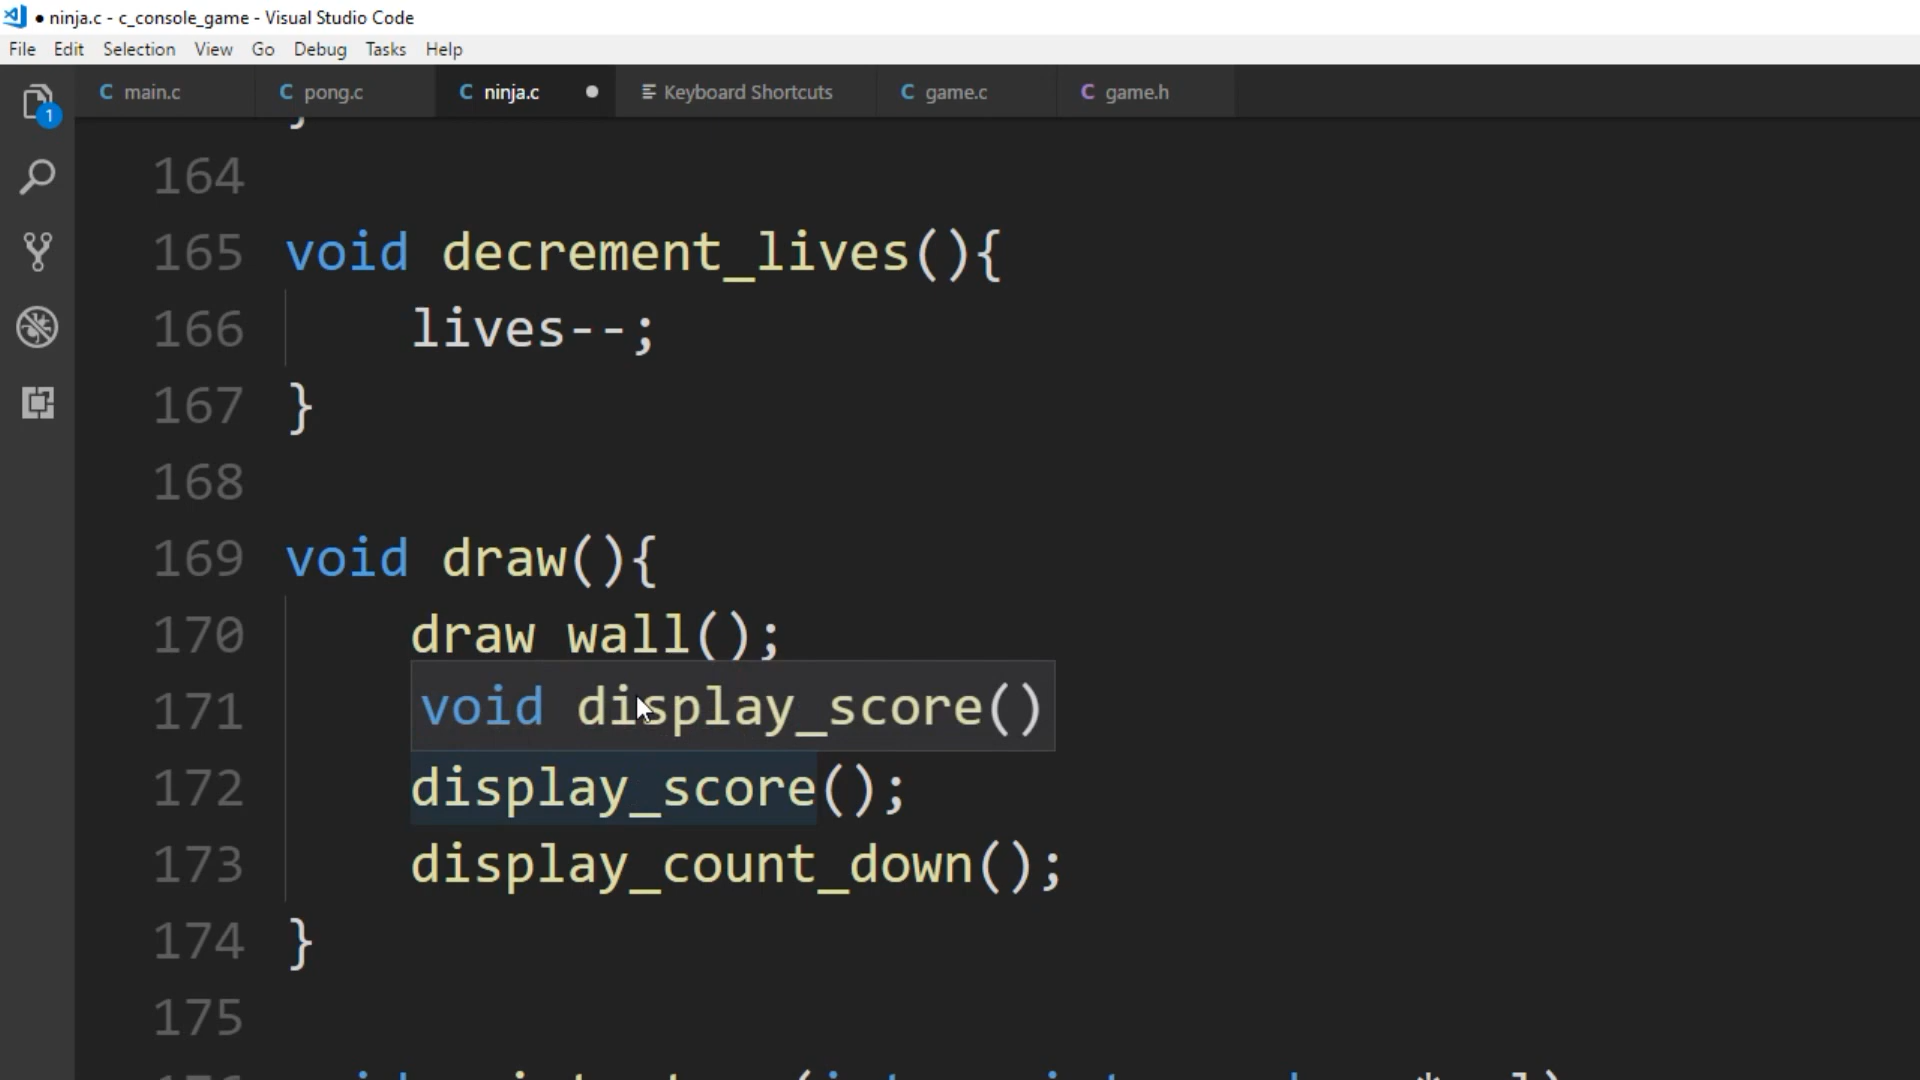 ● ninja.c - c_console_game - Visual Studio Code
File Edit Selection View Go Debug Tasks Help
C main.c C pong.c C ninja.c ● Keyboard Shortcuts C game.c C game.h
1
164
165 void decrement_lives(){
166 lives--;
167 }
168
169 void draw(){
170 draw wall();
171 void display_score()
172 display_score();
173 display_count_down();
174 }
175